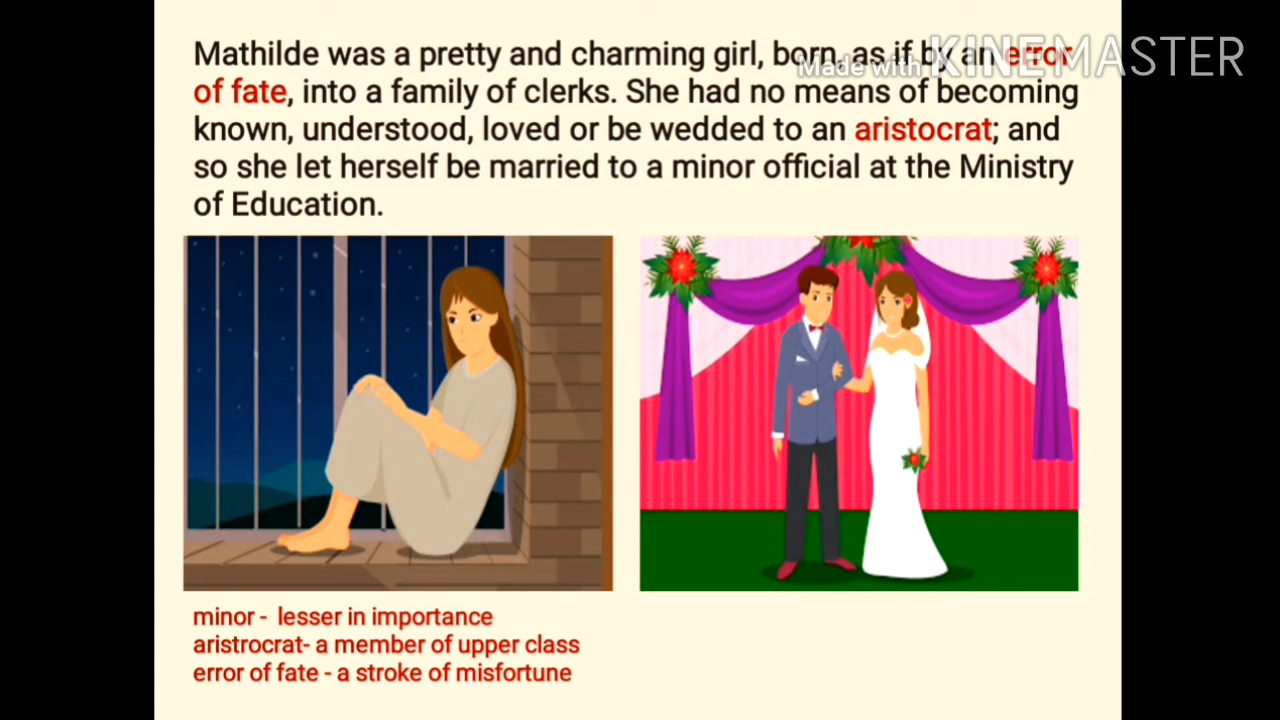 Mathilde was a pretty and charming girl, born, as if by an error
of fate, into a family of clerks. She had no means of becoming
known, understood, loved or be wedded to an aristocrat; and
so she let herself be married to a minor official at the Ministry
of Education.
Made with KINEMASTER
minor - lesser in importance
aristrocrat- a member of upper class
error of fate - a stroke of misfortune